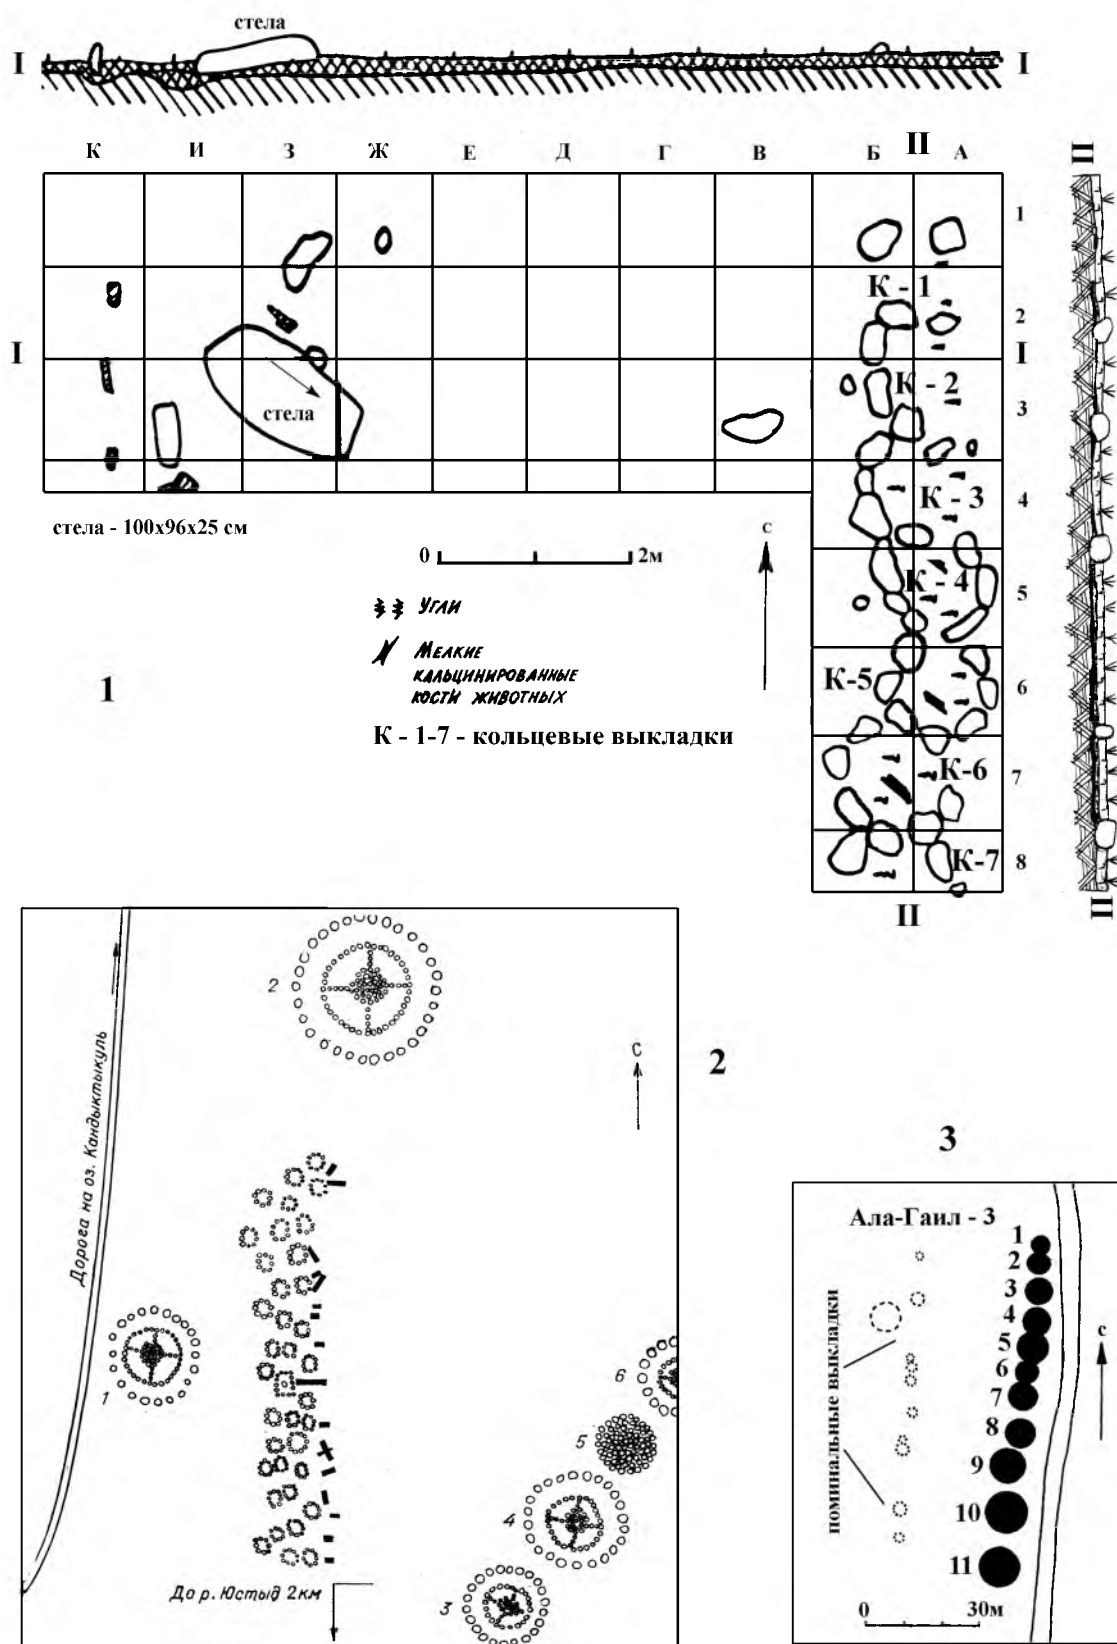 стела
I I
К И З Ж Е Д Г В Б II А II
1
К - 1
2
I I
К - 2
стела
3
К - 3
4
стела - 100х96х25 см
0 2м
с
К - 4
5
Угли
Мелкие
кальцинированные
кости животных
1
К-5
6
К - 1-7 - кольцевые выкладки
К-6
7
К-7
8
II II
2
С
2
3
Дорога на оз. Кандыктыкуль
1
6
5
4
3
До р. Юстыд 2км
Ала-Гаил - 3
1
2
3
4
5
6
7
8
9
10
11
с
поминальные выкладки
0 30м